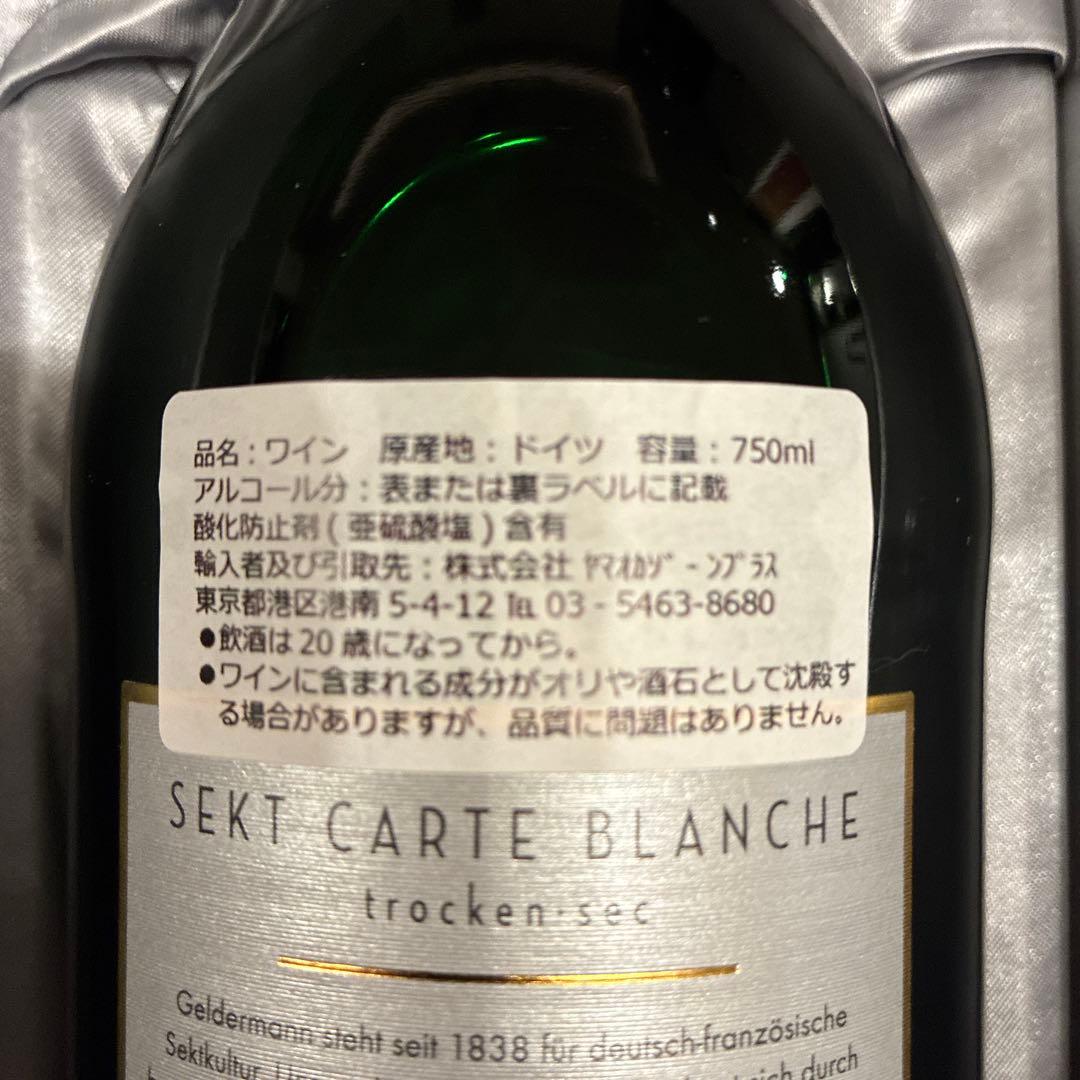 品名：ワイン　原産地：ドイツ　容量：750ml
アルコール分：表または裏ラベルに記載
酸化防止剤(亜硫酸塩)含有
輸入者及び引取先：株式会社 ﾔﾏｵｶｿﾞｰﾝﾌﾟﾗｽ
東京都港区港南 5-4-12 ℡ 03 - 5463-8680
●飲酒は 20 歳になってから。
●ワインに含まれる成分がオリや酒石として沈殿す
る場合がありますが、品質に問題はありません。
SEKT CARTE BLANCHE
trocken·sec
Geldermann steht seit 1838 für deutsch-französische
Sektkultur durch